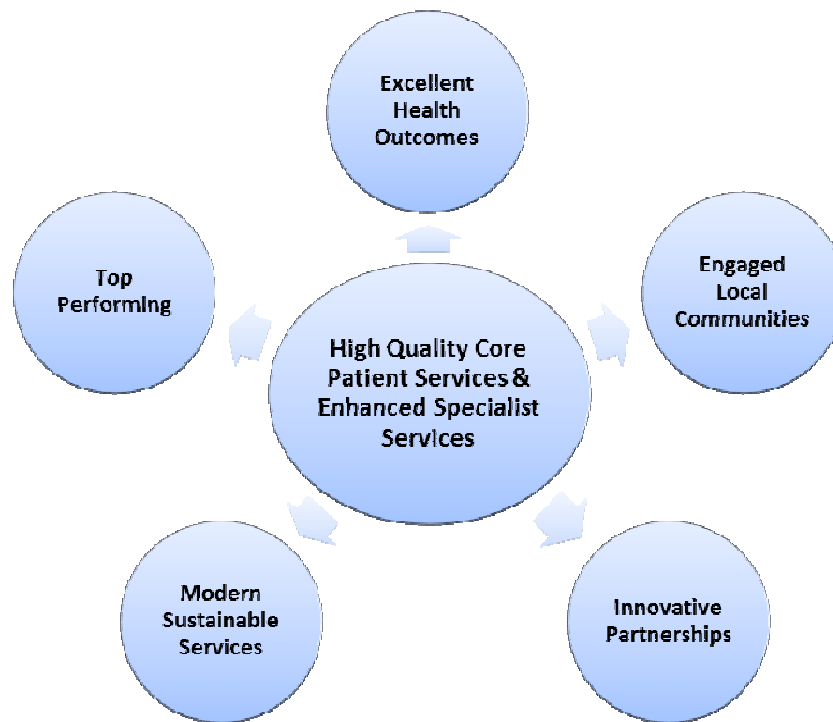 Excellent
Health
Outcomes
Top
Performing
Engaged
Local
Communities
High Quality Core
Patient Services &
Enhanced Specialist
Services
Modern
Sustainable
Services
Innovative
Partnerships